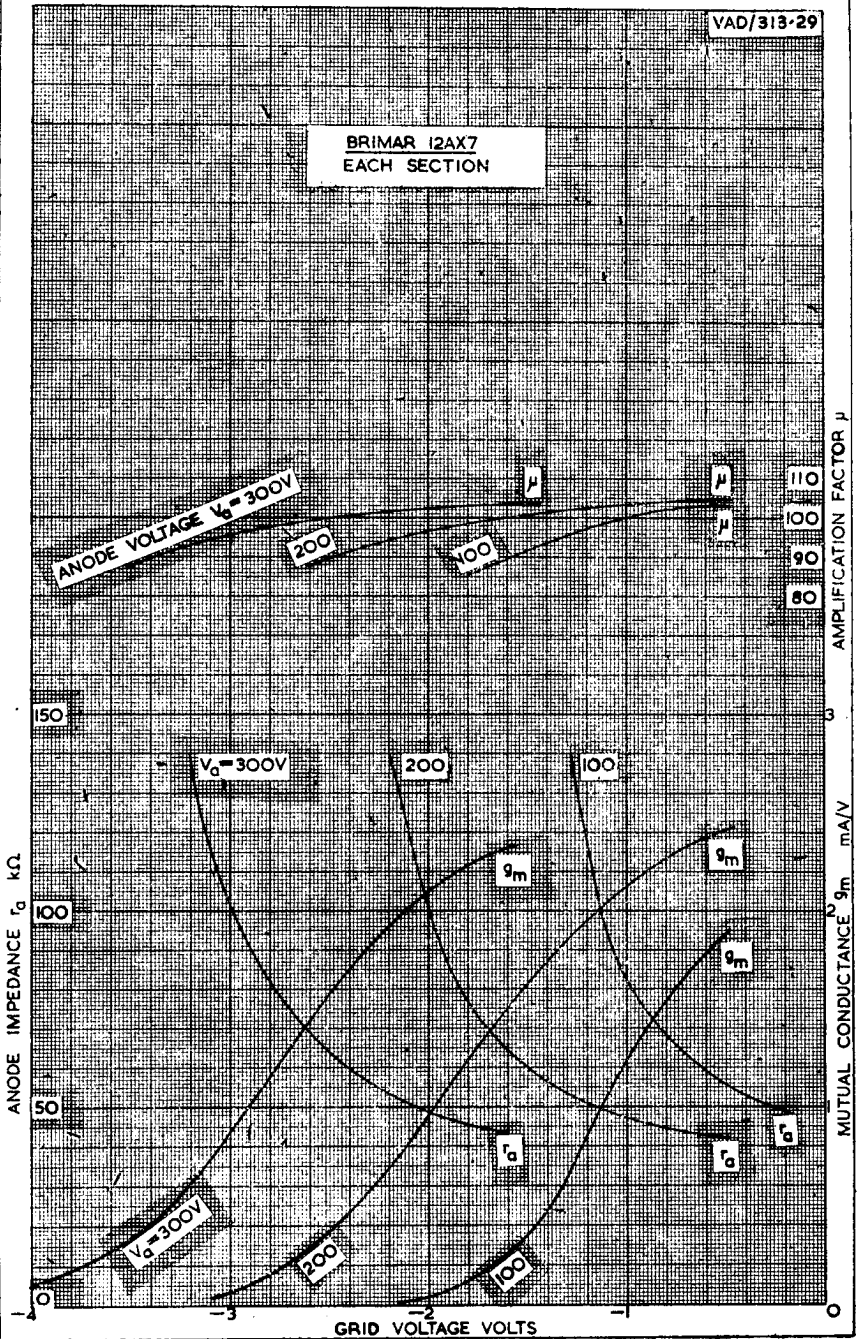 VAD/313·29
BRIMAR 12AX7
EACH SECTION
ANODE VOLTAGE Va = 300V
200
100
μ
μ
μ
110
100
90
80
AMPLIFICATION FACTOR μ
150
100
50
0
ANODE IMPEDANCE ra kΩ
Va = 300V
200
100
gm
gm
gm
ra
ra
ra
Va = 300V
200
100
3
2
1
MUTUAL CONDUCTANCE gm mA/V
-4
-3
-2
-1
0
GRID VOLTAGE VOLTS